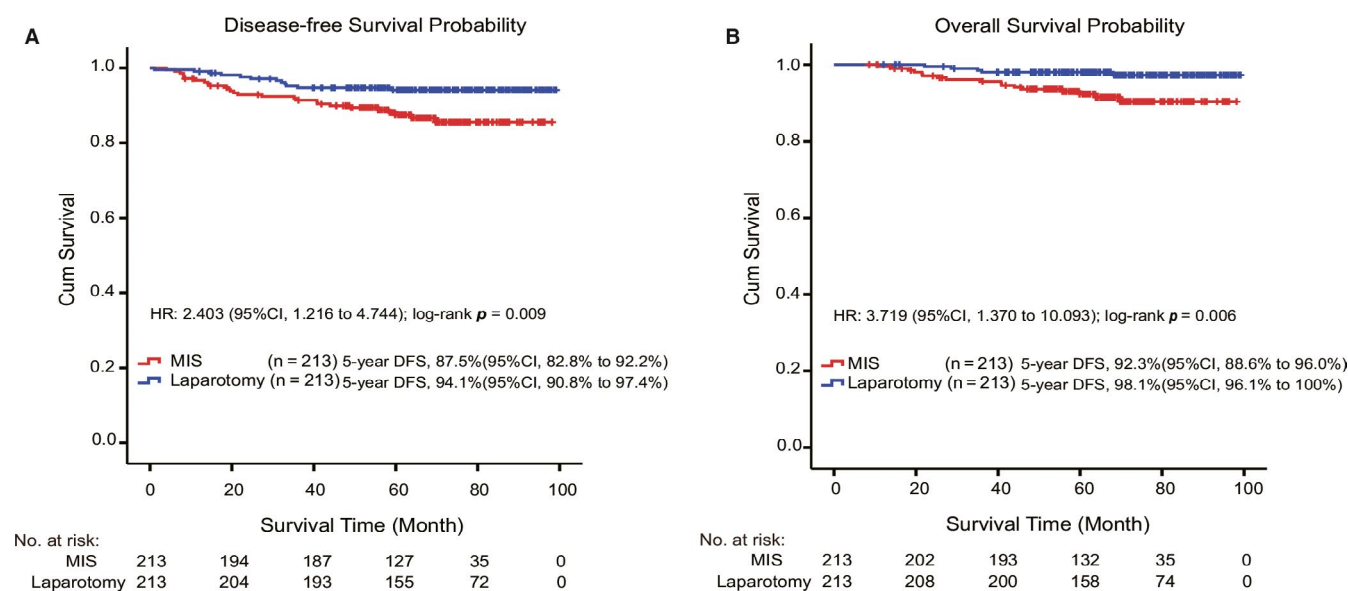 A
Disease-free Survival Probability
1.0
0.8
0.6
0.4
0.2
0.0
Cum Survival
HR: 2.403 (95%CI, 1.216 to 4.744); log-rank p = 0.009
MIS (n = 213) 5-year DFS, 87.5%(95%CI, 82.8% to 92.2%)
Laparotomy (n = 213) 5-year DFS, 94.1%(95%CI, 90.8% to 97.4%)
0 20 40 60 80 100
Survival Time (Month)
No. at risk:
MIS 213 194 187 127 35 0
Laparotomy 213 204 193 155 72 0
B
Overall Survival Probability
1.0
0.8
0.6
0.4
0.2
0.0
Cum Survival
HR: 3.719 (95%CI, 1.370 to 10.093); log-rank p = 0.006
MIS (n = 213) 5-year DFS, 92.3%(95%CI, 88.6% to 96.0%)
Laparotomy (n = 213) 5-year DFS, 98.1%(95%CI, 96.1% to 100%)
0 20 40 60 80 100
Survival Time (Month)
No. at risk:
MIS 213 202 193 132 35 0
Laparotomy 213 208 200 158 74 0